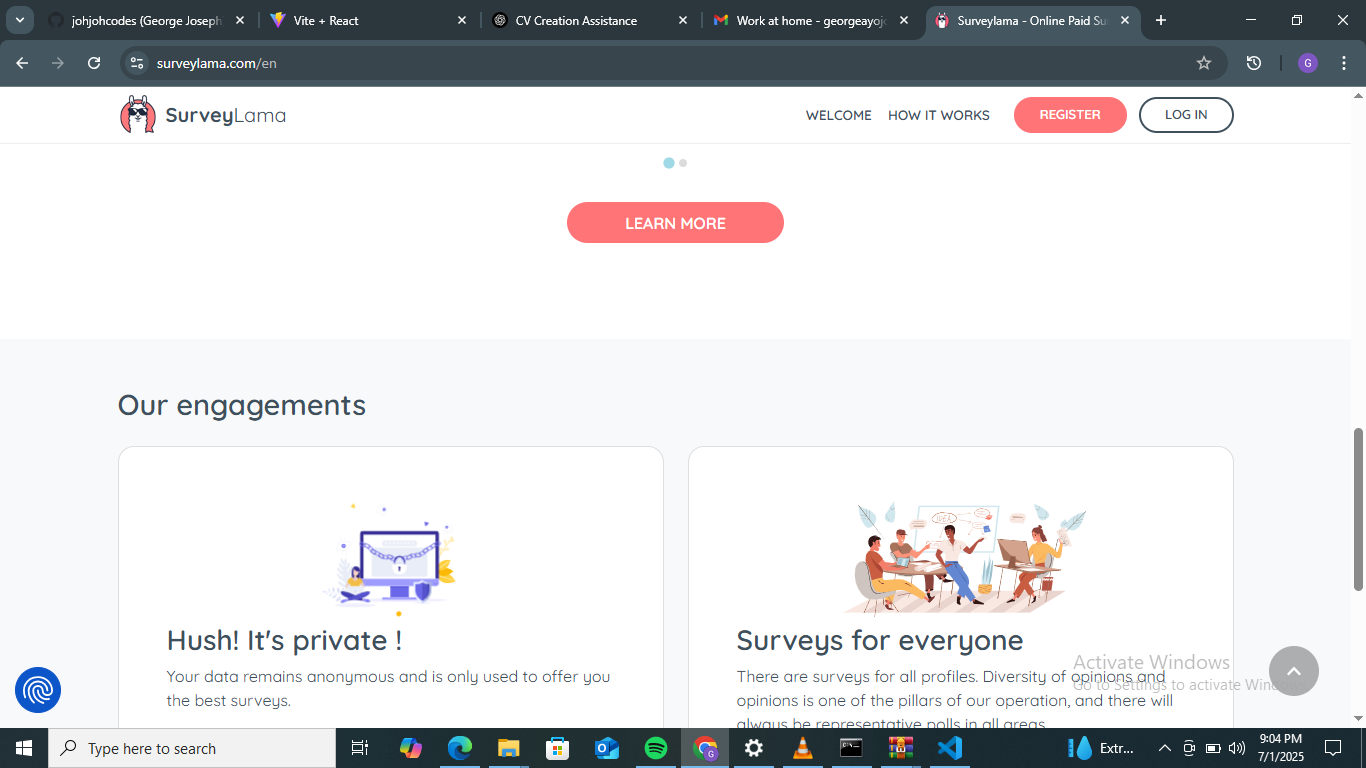 johjohcodes (George Joseph
Vite + React
CV Creation Assistance
Work at home - georgeayojo
Surveylama - Online Paid Su
surveylama.com/en
G
SurveyLama
WELCOME
HOW IT WORKS
REGISTER
LOG IN
LEARN MORE
Our engagements
Hush! It's private !
Your data remains anonymous and is only used to offer you
the best surveys.
Surveys for everyone
There are surveys for all profiles. Diversity of opinions and
opinions is one of the pillars of our operation, and there will
always be representative polls in all areas.
Activate Windows
Go to Settings to activate Windows.
Type here to search
Extr...
9:04 PM
7/1/2025